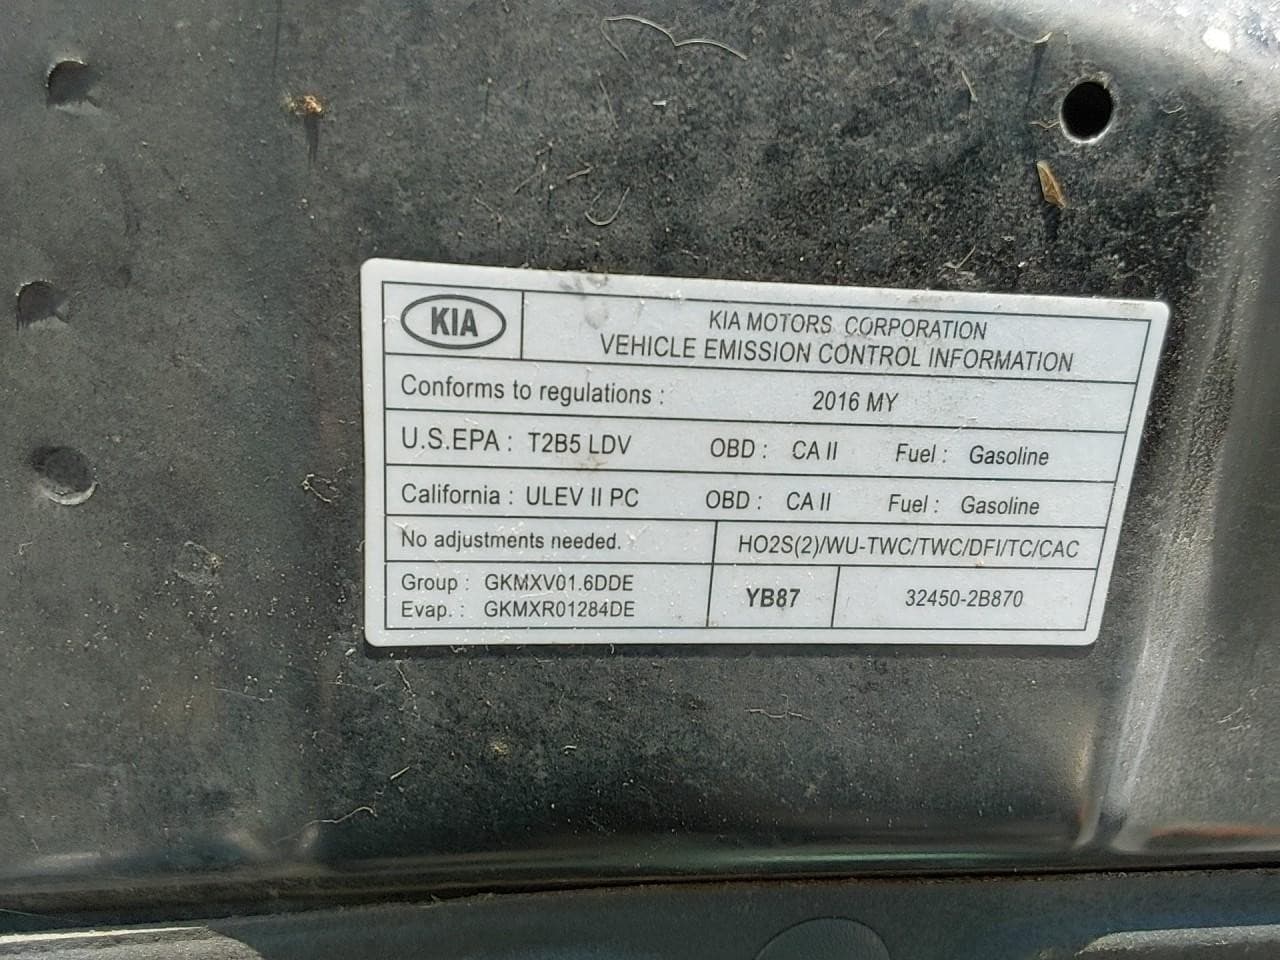 KIA
KIA MOTORS CORPORATION
VEHICLE EMISSION CONTROL INFORMATION
Conforms to regulations : 2016 MY
U.S.EPA : T2B5 LDV OBD : CA II Fuel : Gasoline
California : ULEV II PC OBD : CA II Fuel : Gasoline
No adjustments needed. HO2S(2)/WU-TWC/TWC/DFI/TC/CAC
Group : GKMXV01.6DDE
Evap. : GKMXR01284DE
YB87 32450-2B870